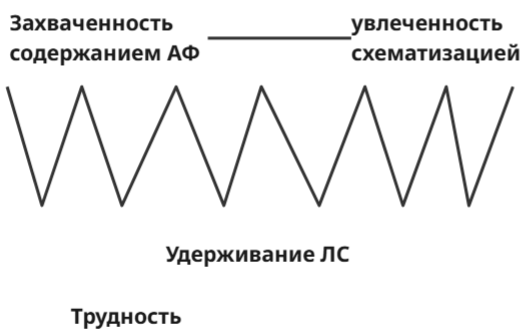 Захваченность
содержанием АФ
увлеченность
схематизацией
Удерживание ЛС
Трудность